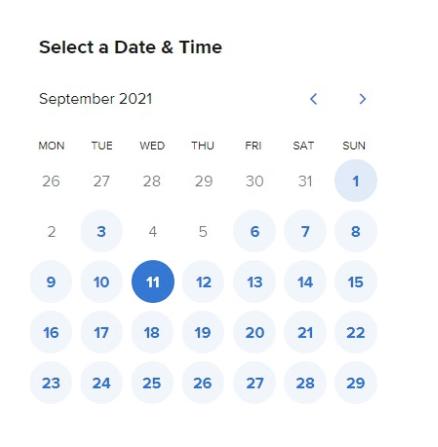 Select a Date & Time
September 2021
MON TUE WED THU FRI SAT SUN
26 27 28 29 30 31 1
2 3 4 5 6 7 8
9 10 11 12 13 14 15
16 17 18 19 20 21 22
23 24 25 26 27 28 29